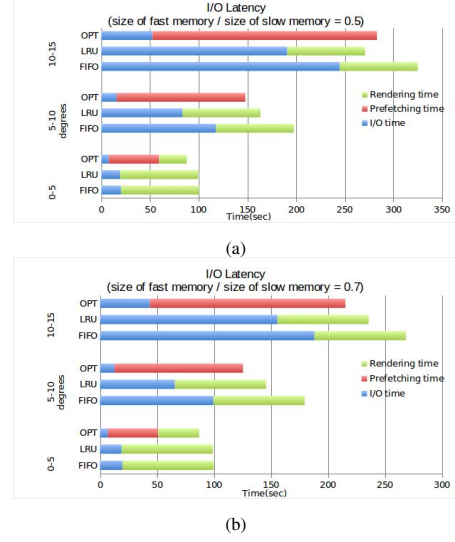 I/O Latency
(size of fast memory / size of slow memory = 0.5)
10-15
OPT
LRU
FIFO
5-10
degrees
OPT
LRU
FIFO
0-5
OPT
LRU
FIFO
Rendering time
Prefetching time
I/O time
0 50 100 150 200 250 300 350
Time(sec)
(a)
I/O Latency
(size of fast memory / size of slow memory = 0.7)
10-15
OPT
LRU
FIFO
5-10
degrees
OPT
LRU
FIFO
0-5
OPT
LRU
FIFO
Rendering time
Prefetching time
I/O time
0 50 100 150 200 250 300
Time(sec)
(b)